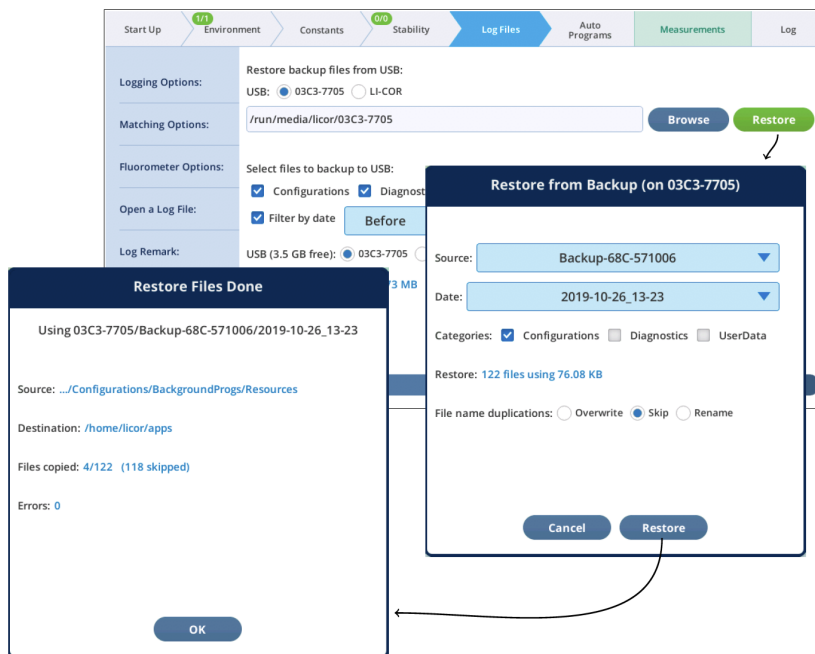 Start Up
1/1
Environment
Constants
0/0
Stability
Log Files
Auto
Programs
Measurements
Log
Logging Options:
Matching Options:
Fluorometer Options:
Open a Log File:
Log Remark:
Restore backup files from USB:
USB: 03C3-7705 LI-COR
/run/media/licor/03C3-7705
Browse
Restore
Select files to backup to USB:
Configurations Diagnost
Filter by date Before
USB (3.5 GB free): 03C3-7705
/3 MB
Restore from Backup (on 03C3-7705)
Source: Backup-68C-571006
Date: 2019-10-26_13-23
Categories: Configurations Diagnostics UserData
Restore: 122 files using 76.08 KB
File name duplications: Overwrite Skip Rename
Cancel Restore
Restore Files Done
Using 03C3-7705/Backup-68C-571006/2019-10-26_13-23
Source: .../Configurations/BackgroundProgs/Resources
Destination: /home/licor/apps
Files copied: 4/122 (118 skipped)
Errors: 0
OK